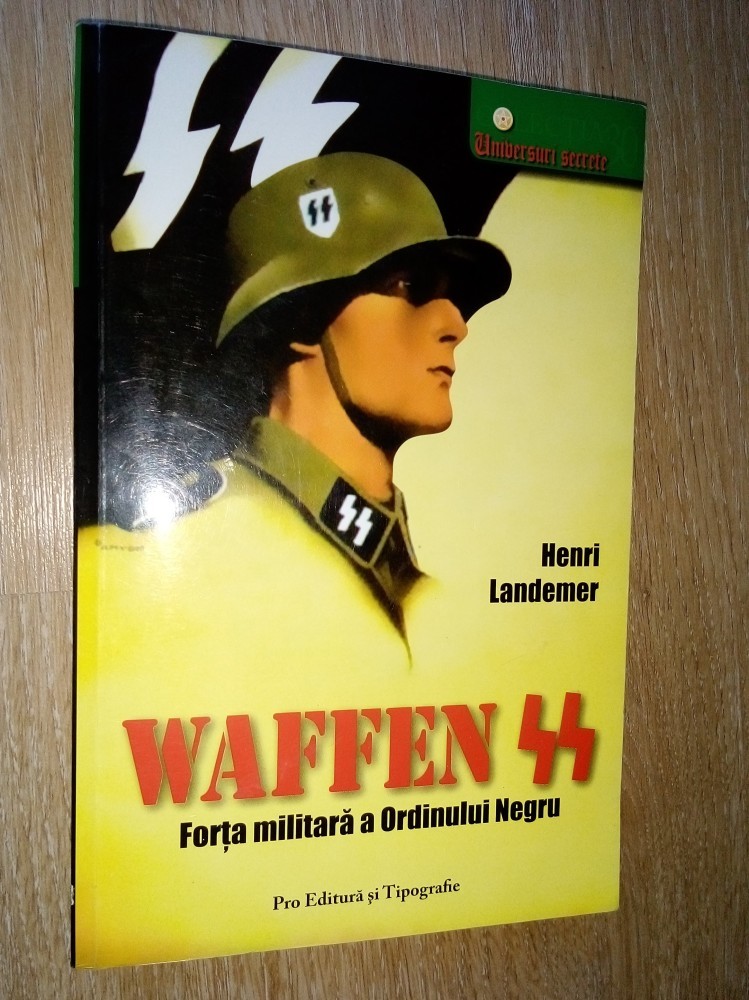 Universuri secrete
Henri
Landemer
WAFFEN SS
Forța militară a Ordinului Negru
Pro Editură și Tipografie